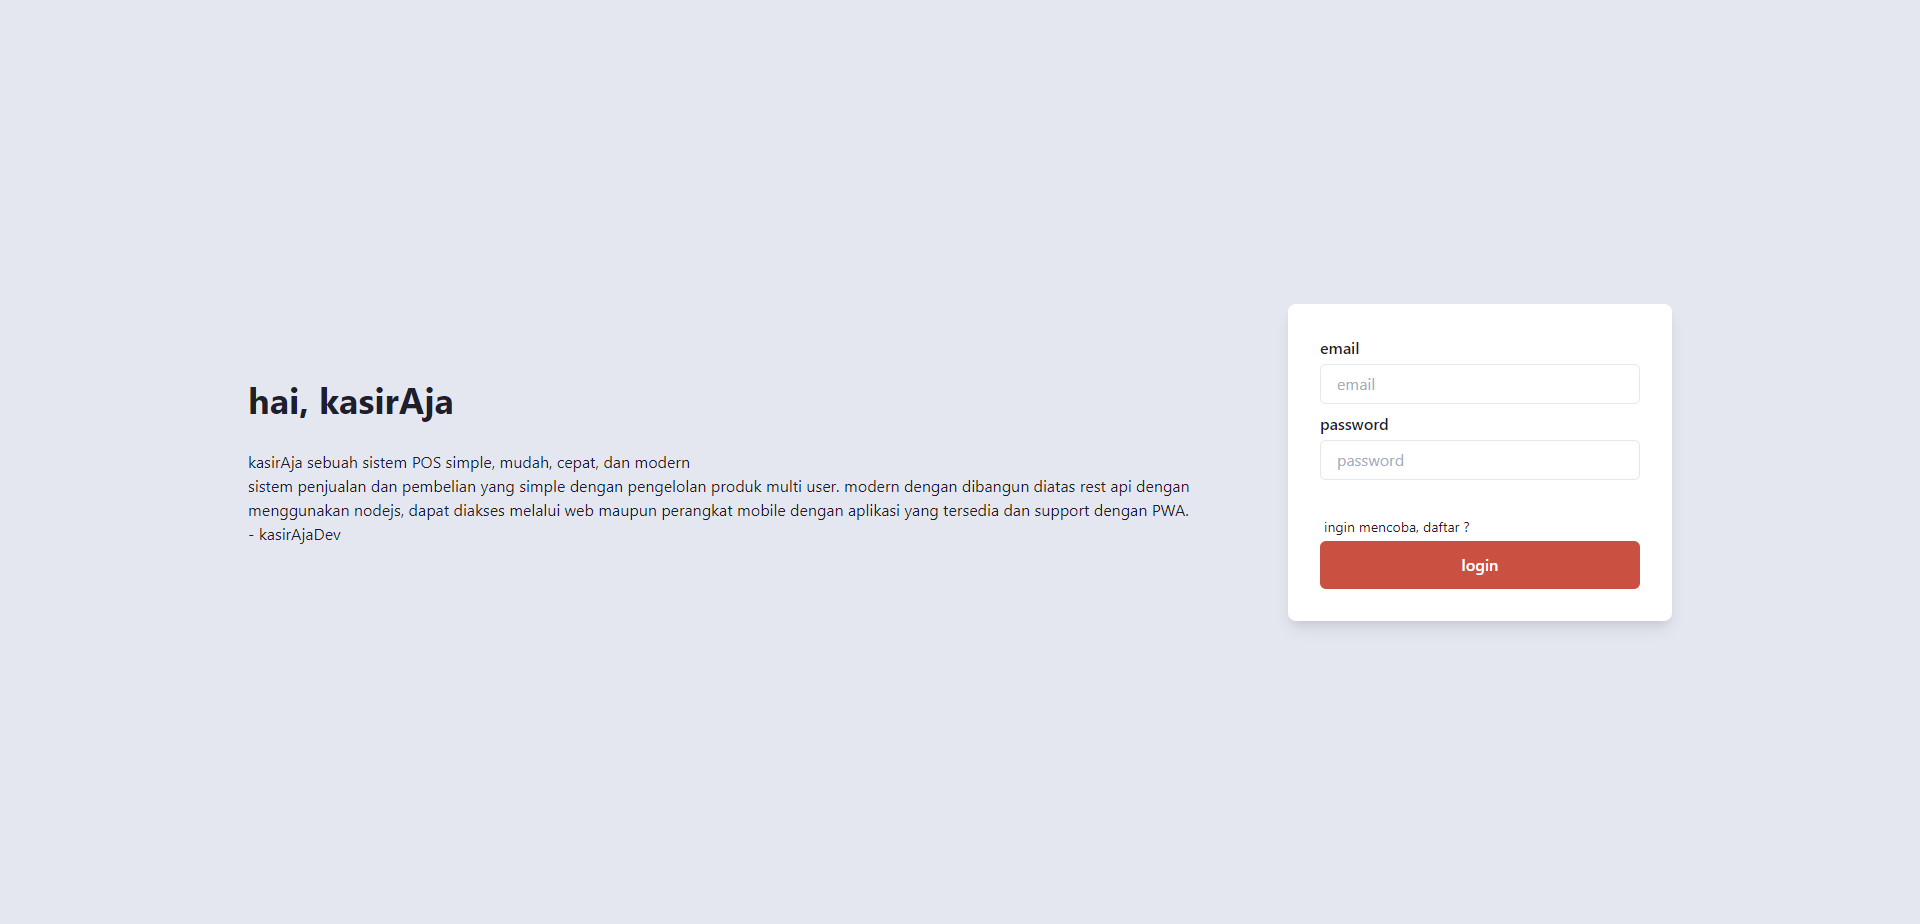 hai, kasirAja
kasirAja sebuah sistem POS simple, mudah, cepat, dan modern
sistem penjualan dan pembelian yang simple dengan pengelolan produk multi user. modern dengan dibangun diatas rest api dengan
menggunakan nodejs, dapat diakses melalui web maupun perangkat mobile dengan aplikasi yang tersedia dan support dengan PWA.
- kasirAjaDev
email
email
password
password
ingin mencoba, daftar ?
login